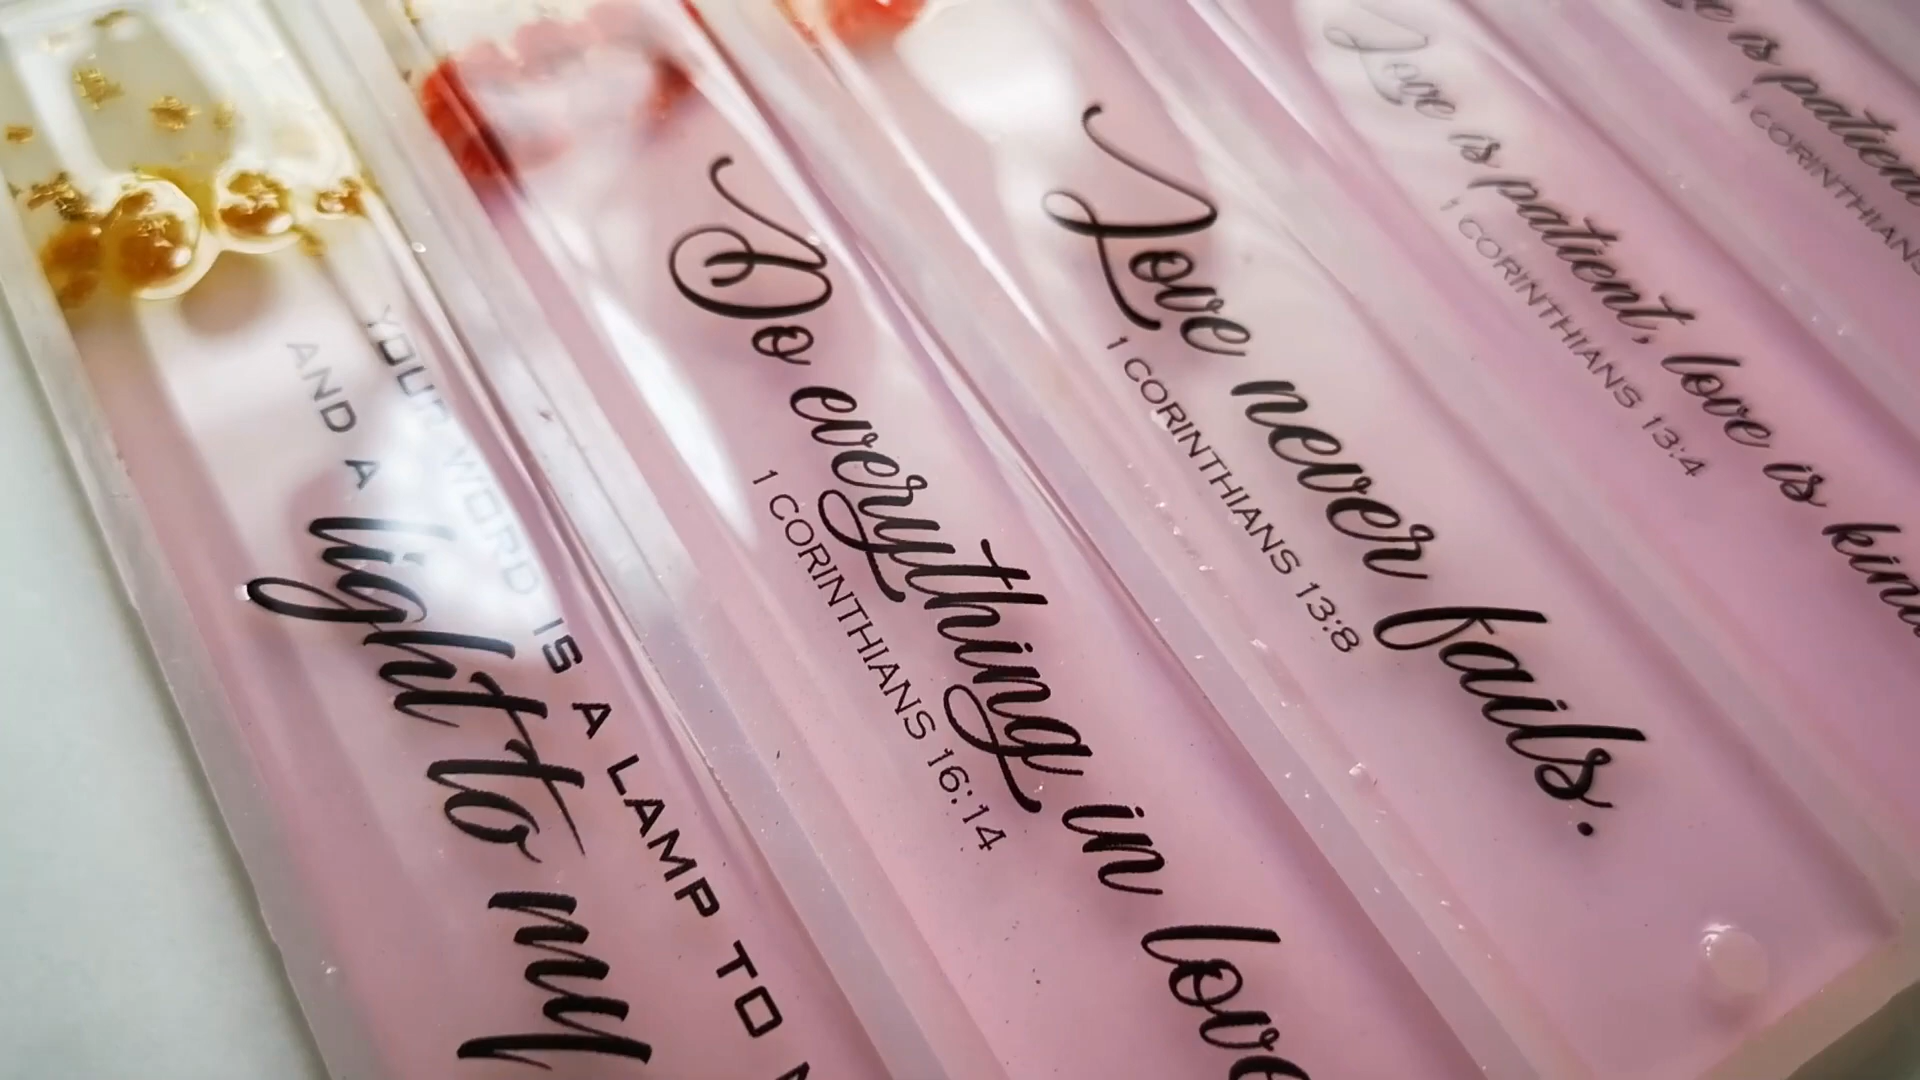 YOUR WORD IS A LAMP TO
AND A light to my
Do everything in love
1 CORINTHIANS 16:14
Love never fails.
1 CORINTHIANS 13:8
Love is patient, love is kind
1 CORINTHIANS 13:4
is patient
1 CORINTHIANS